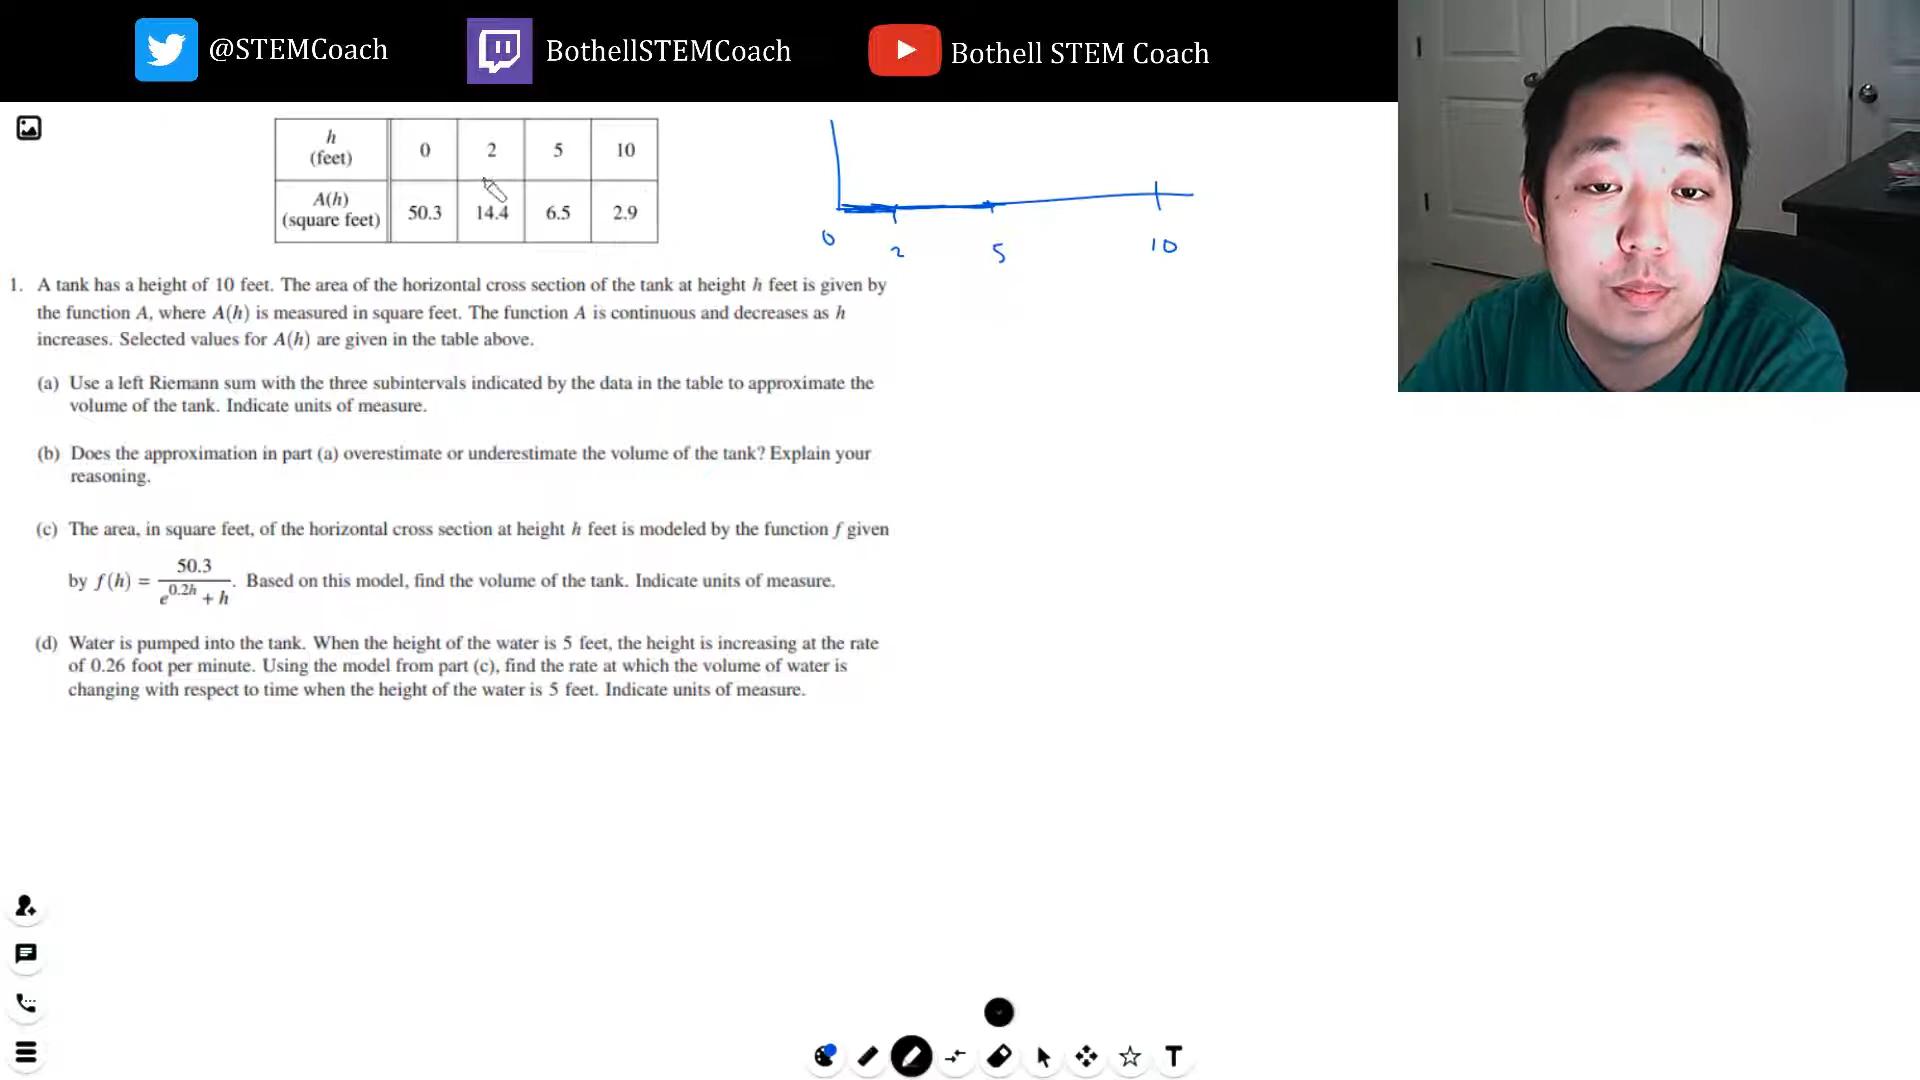 @STEMCoach BothellSTEMCoach Bothell STEM Coach
h (feet) 0 2 5 10
A(h) (square feet) 50.3 14.4 6.5 2.9
0 2 5 10
1. A tank has a height of 10 feet. The area of the horizontal cross section of the tank at height h feet is given by
the function A, where A(h) is measured in square feet. The function A is continuous and decreases as h
increases. Selected values for A(h) are given in the table above.
(a) Use a left Riemann sum with the three subintervals indicated by the data in the table to approximate the
volume of the tank. Indicate units of measure.
(b) Does the approximation in part (a) overestimate or underestimate the volume of the tank? Explain your
reasoning.
(c) The area, in square feet, of the horizontal cross section at height h feet is modeled by the function f given
by f(h) = 50.3 / (e^{0.2h} + h). Based on this model, find the volume of the tank. Indicate units of measure.
(d) Water is pumped into the tank. When the height of the water is 5 feet, the height is increasing at the rate
of 0.26 foot per minute. Using the model from part (c), find the rate at which the volume of water is
changing with respect to time when the height of the water is 5 feet. Indicate units of measure.
T